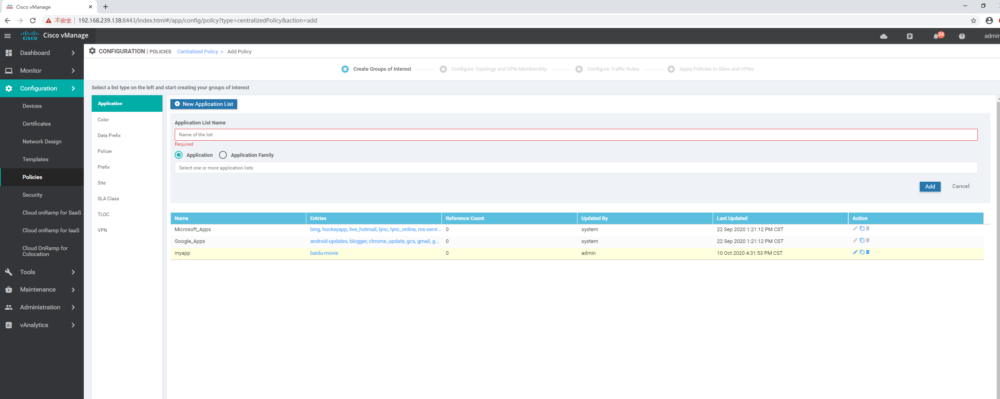 Cisco vManage
不安全 192.168.239.138:8443/index.html#/app/config/policy?type=centralizedPolicy&action=add
cisco Cisco vManage
24
admin
Dashboard
Monitor
Configuration
Devices
Certificates
Network Design
Templates
Policies
Security
Cloud onRamp for SaaS
Cloud onRamp for IaaS
Cloud OnRamp for
Colocation
Tools
Maintenance
Administration
vAnalytics
CONFIGURATION | POLICIES Centralized Policy > Add Policy
Create Groups of Interest Configure Topology and VPN Membership Configure Traffic Rules Apply Policies to Sites and VPNs
Select a list type on the left and start creating your groups of interest
Application
Color
Data Prefix
Policer
Prefix
Site
SLA Class
TLOC
VPN
New Application List
Application List Name
Name of the list
Required
Application Application Family
Select one or more application lists
Add Cancel
Name Entries Reference Count Updated By Last Updated Action
Microsoft_Apps bing, hockeyapp, live_hotmail, lync, lync_online, ms-servi... 0 system 22 Sep 2020 1:21:12 PM CST
Google_Apps android-updates, blogger, chrome_update, gcs, gmail, g... 0 system 22 Sep 2020 1:21:12 PM CST
myapp baidu-movie 0 admin 10 Oct 2020 4:31:53 PM CST